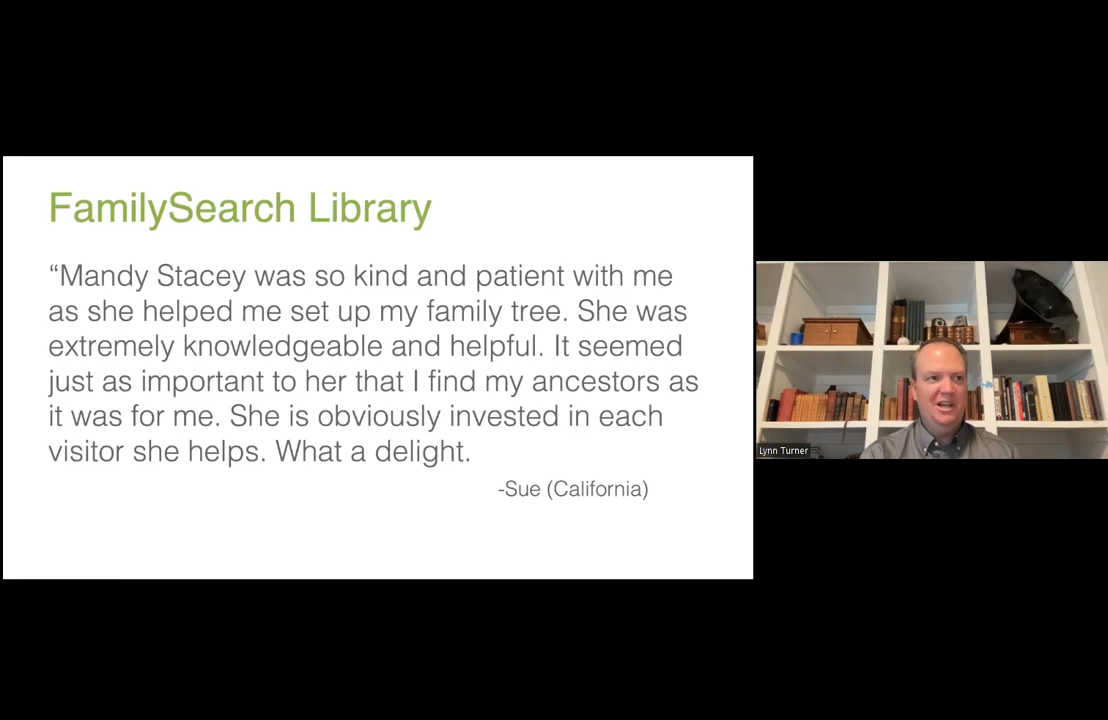 FamilySearch Library
“Mandy Stacey was so kind and patient with me
as she helped me set up my family tree. She was
extremely knowledgeable and helpful. It seemed
just as important to her that I find my ancestors as
it was for me. She is obviously invested in each
visitor she helps. What a delight.
-Sue (California)
Lynn Turner